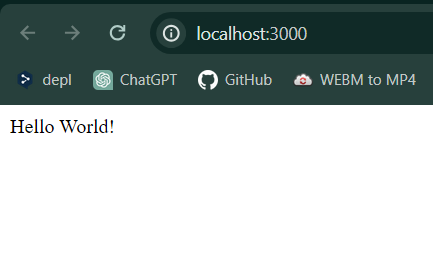 localhost:3000
depl ChatGPT GitHub WEBM to MP4
Hello World!